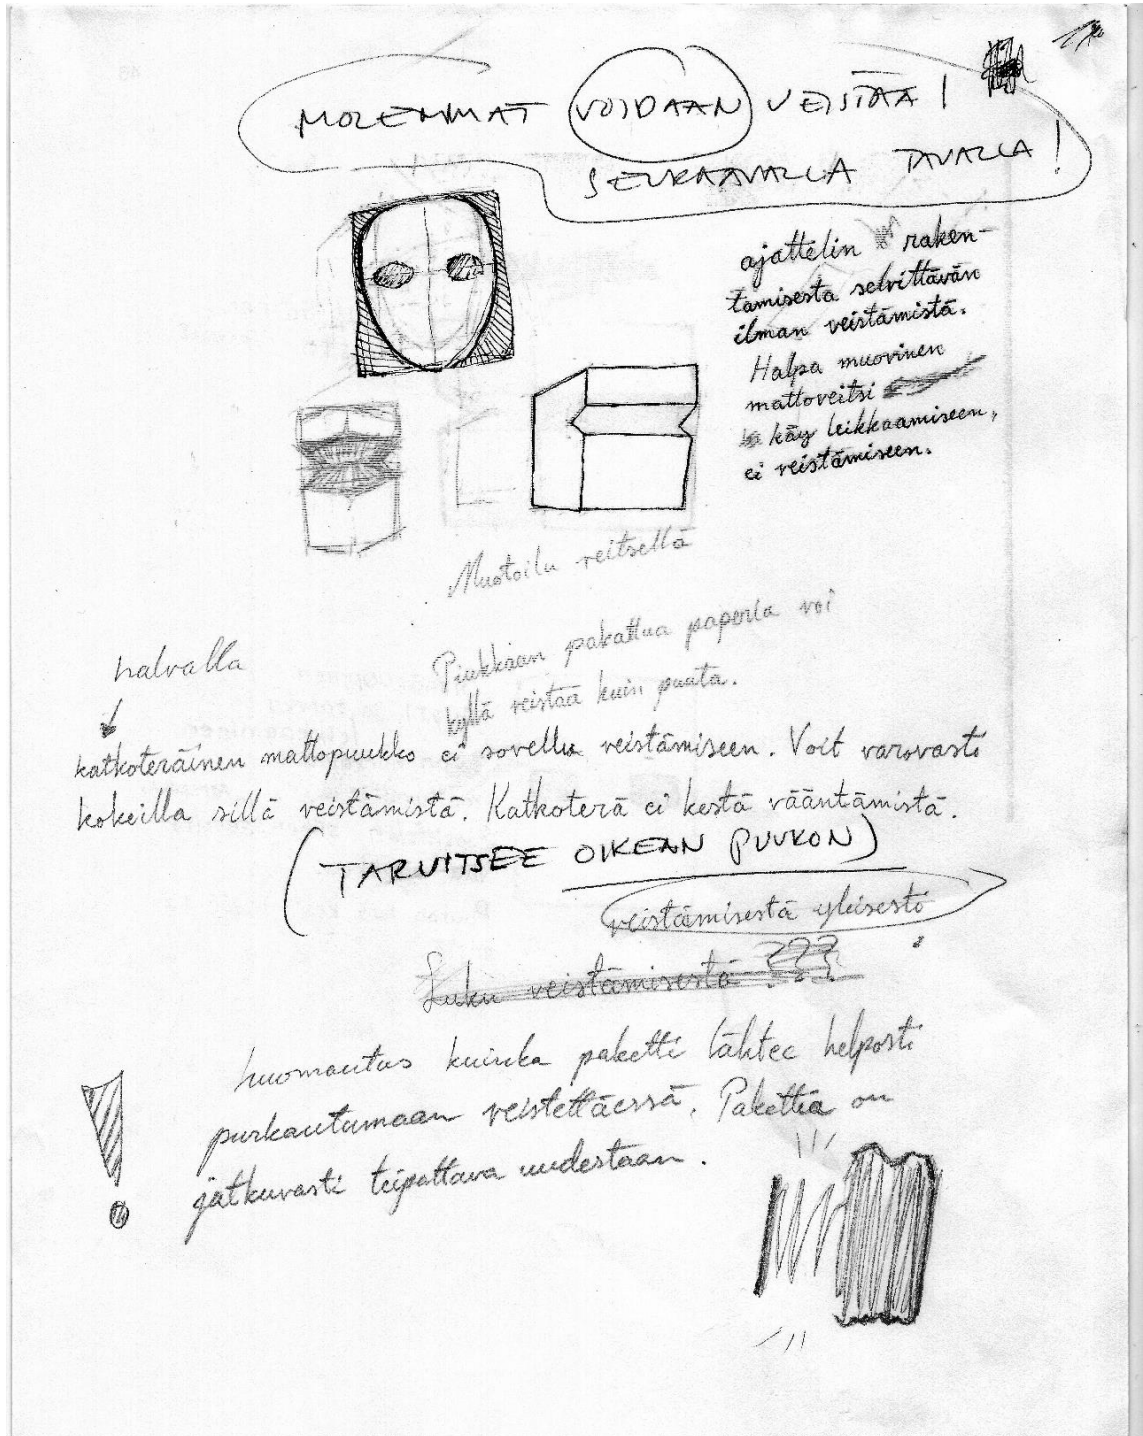 MOLEMMAT VOIDAAN VEISTÄÄ!
SEURAAVALLA TAVALLA!
ajattelin raken-
tamisesta selvittävän
ilman veistämistä.
Halpa muovinen
mattoveitsi
käy leikkaamiseen,
ei veistämiseen.
Muotoilu veitsellä
Piukkaan pakattua paperia voi
kyllä veistää kuin puuta.
halvalla
katkoteräinen mattopuukko ei sovellu veistämiseen. Voit varovasti
kokeilla sillä veistämistä. Katkoterä ei kestä vääntämistä.
(TARVITSEE OIKEAN PUUKON)
veistämisestä yleisesti
Luku veistämisestä ???
huomautus kuinka paketti lähtee helposti
purkautumaan veistettäessä. Pakettia on
jatkuvasti teipattava uudestaan.